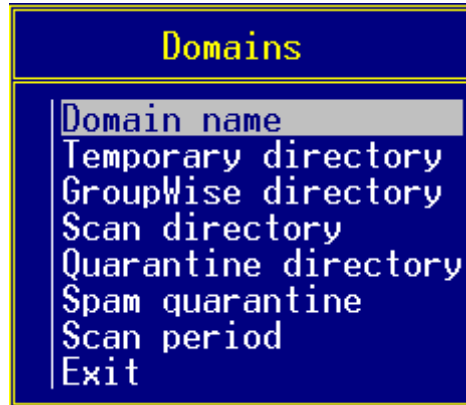 Domains
Domain name
Temporary directory
GroupWise directory
Scan directory
Quarantine directory
Spam quarantine
Scan period
Exit